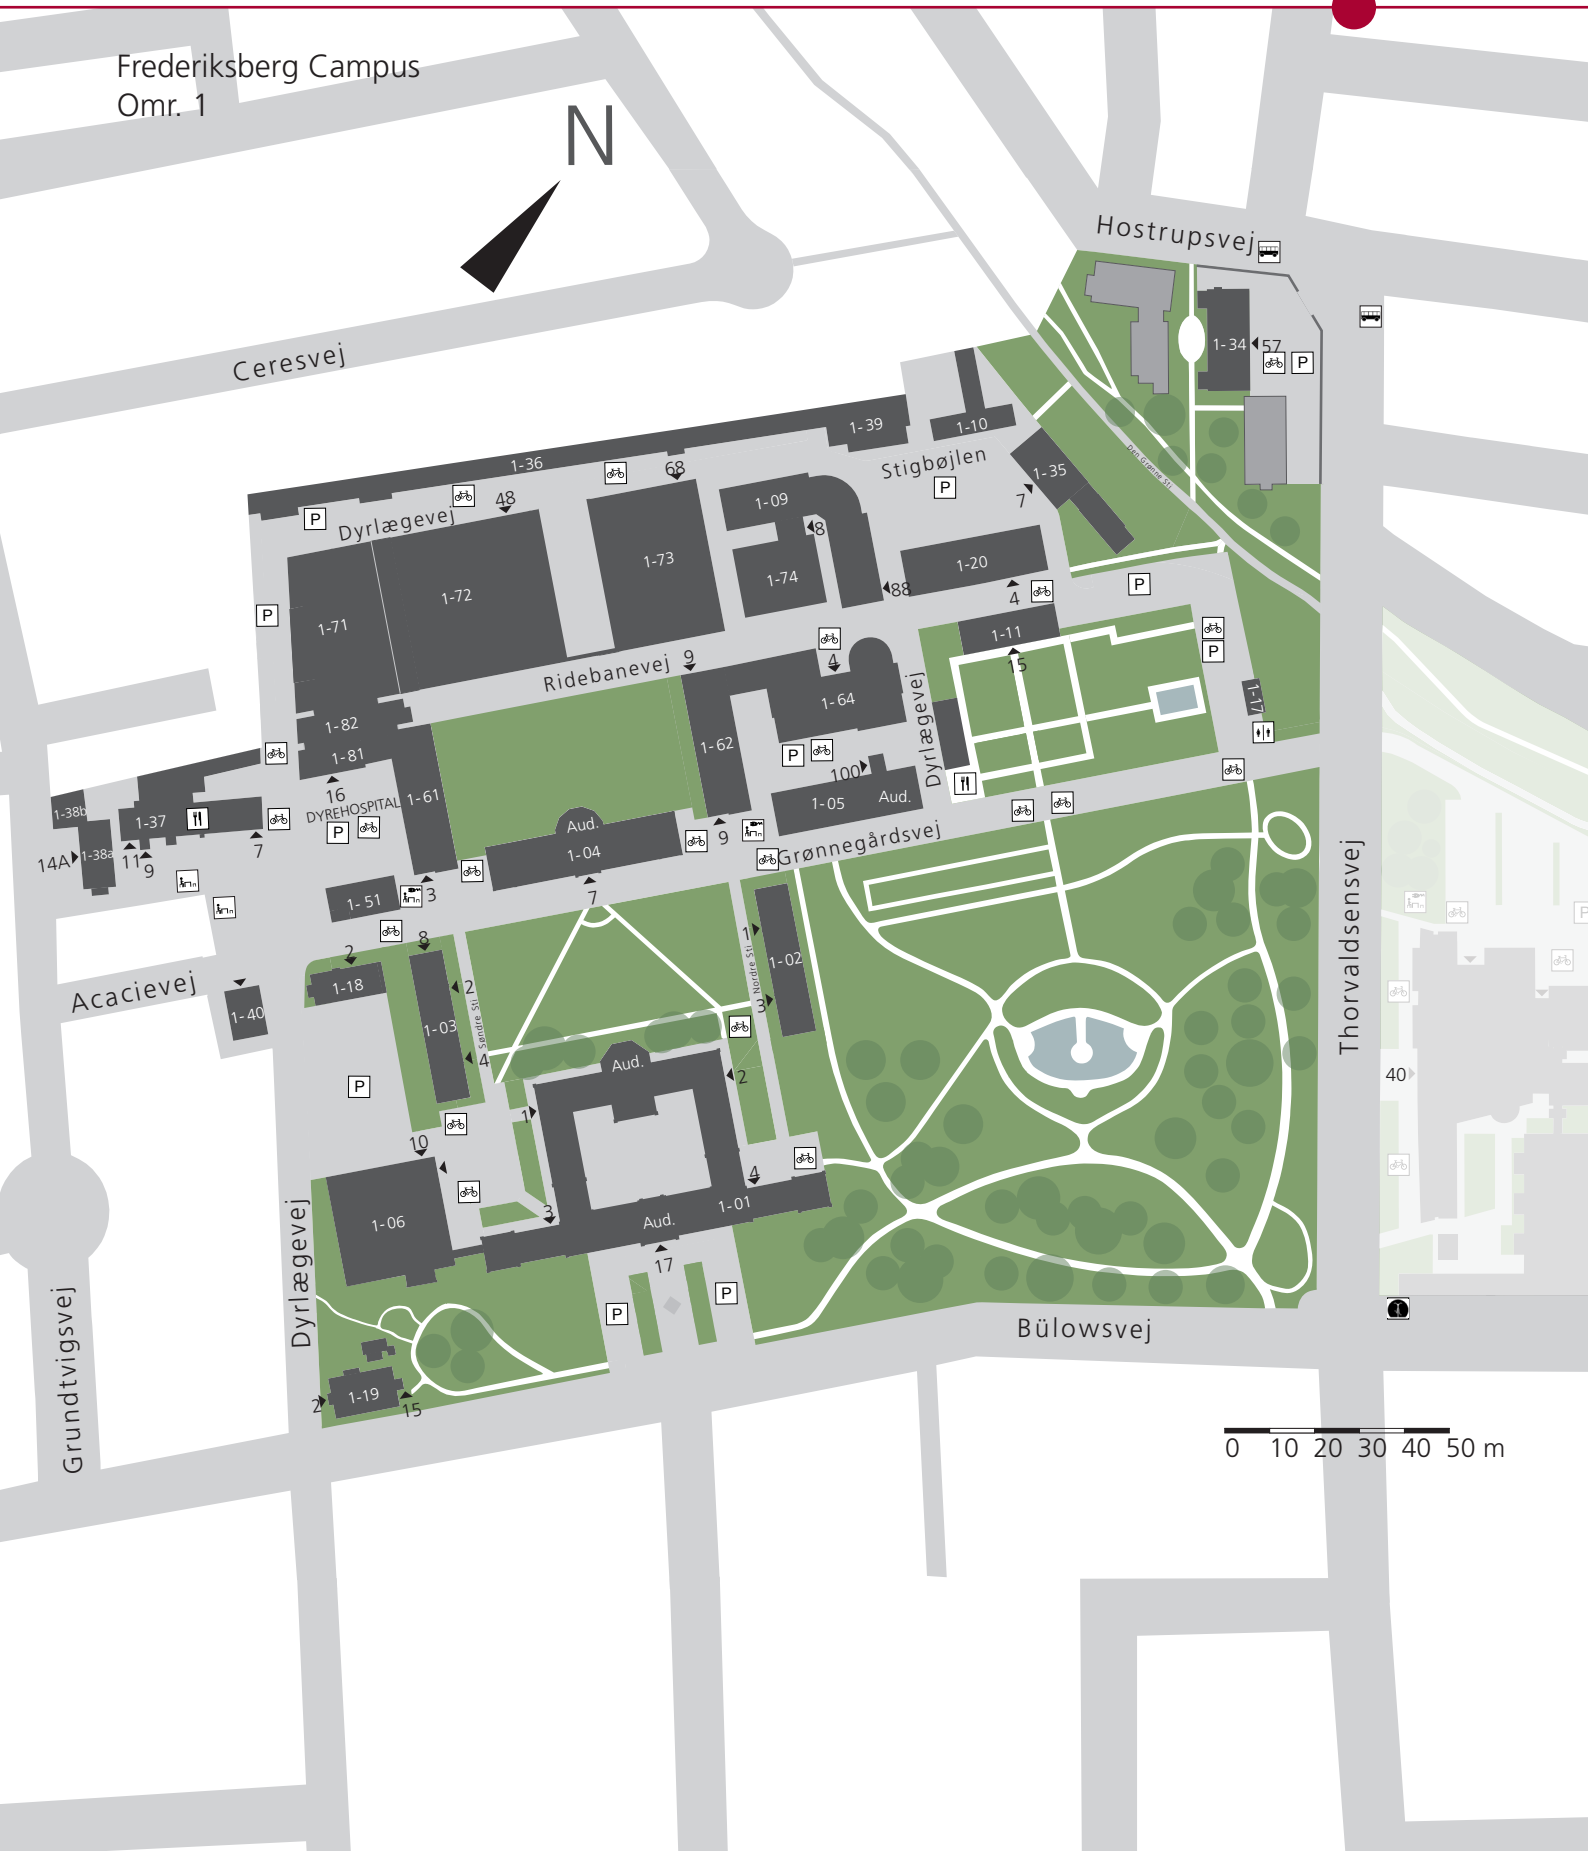 Frederiksberg Campus
Omr. 1
N
Hostrupsvej
Ceresvej
1-34
57
P
1-39
1-10
1-36
68
Stigbøjlen
1-35
Den Grønne Sti
48
P
7
P
Dyrlægevej
1-09
8
1-73
1-74
1-20
1-72
88
4
P
P
1-71
1-11
15
P
Ridebanevej
9
4
1-64
1-17
1-82
1-62
Dyrlægevej
1-81
P
16
100
1-61
1-05
Aud.
DYREHOSPITAL
P
1-38b
1-37
Aud.
1-04
9
Grønnegårdsvej
14A
1-38a
11
9
7
3
7
1-51
Thorvaldsensvej
P
2
8
1
1-02
Acacievej
1-18
2
Nordre Sti
3
1-40
1-03
Søndre Sti
4
Aud.
2
40
P
1
10
4
1-01
3
Aud.
1-06
17
Dyrlægevej
P
P
Bülowsvej
Grundtvigsvej
1-19
2
15
0 10 20 30 40 50 m